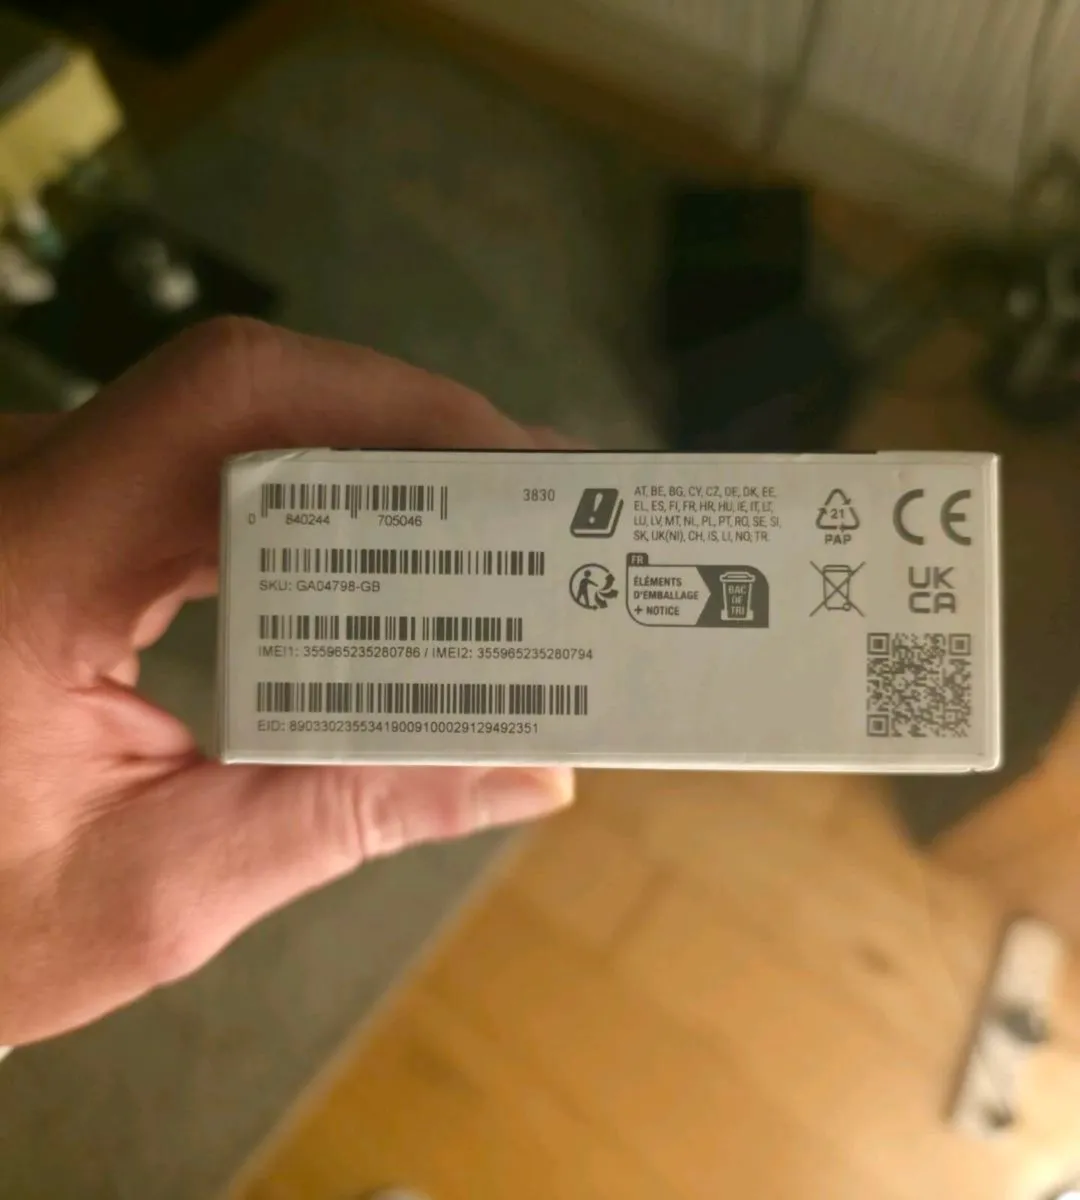 0 840244 705046
3830
SKU: GA04798-GB
IMEI1: 355965235280786 / IMEI2: 355965235280794
EID: 89033023553419009100029129492351
AT, BE, BG, CY, CZ, DE, DK, EE,
EL, ES, FI, FR, HR, HU, IE, IT, LT,
LU, LV, MT, NL, PL, PT, RO, SE, SI,
SK, UK(NI), CH, IS, LI, NO, TR.
FR
ÉLÉMENTS
D'EMBALLAGE
+ NOTICE
BAC
DE
TRI
21
PAP
CE
UK
CA